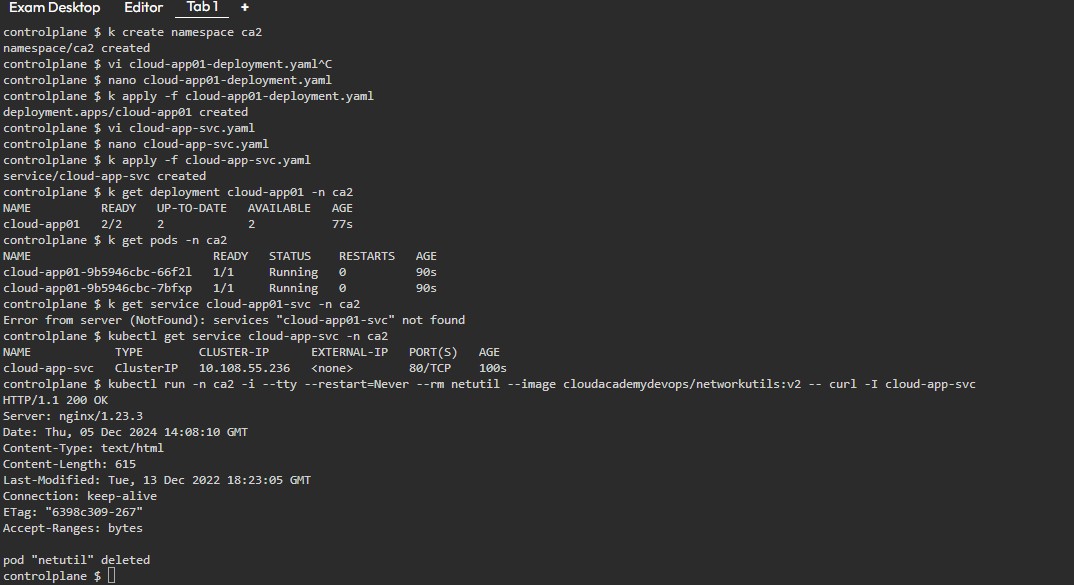 Exam Desktop Editor Tab 1 +
controlplane $ k create namespace ca2
namespace/ca2 created
controlplane $ vi cloud-app01-deployment.yaml^C
controlplane $ nano cloud-app01-deployment.yaml
controlplane $ k apply -f cloud-app01-deployment.yaml
deployment.apps/cloud-app01 created
controlplane $ vi cloud-app-svc.yaml
controlplane $ nano cloud-app-svc.yaml
controlplane $ k apply -f cloud-app-svc.yaml
service/cloud-app-svc created
controlplane $ k get deployment cloud-app01 -n ca2
NAME          READY   UP-TO-DATE   AVAILABLE   AGE
cloud-app01   2/2     2            2           77s
controlplane $ k get pods -n ca2
NAME                          READY   STATUS    RESTARTS   AGE
cloud-app01-9b5946cbc-66f2l   1/1     Running   0          90s
cloud-app01-9b5946cbc-7bfxp   1/1     Running   0          90s
controlplane $ k get service cloud-app01-svc -n ca2
Error from server (NotFound): services "cloud-app01-svc" not found
controlplane $ kubectl get service cloud-app-svc -n ca2
NAME            TYPE        CLUSTER-IP      EXTERNAL-IP   PORT(S)   AGE
cloud-app-svc   ClusterIP   10.108.55.236   <none>        80/TCP    100s
controlplane $ kubectl run -n ca2 -i --tty --restart=Never --rm netutil --image cloudacademydevops/networkutils:v2 -- curl -I cloud-app-svc
HTTP/1.1 200 OK
Server: nginx/1.23.3
Date: Thu, 05 Dec 2024 14:08:10 GMT
Content-Type: text/html
Content-Length: 615
Last-Modified: Tue, 13 Dec 2022 18:23:05 GMT
Connection: keep-alive
ETag: "6398c309-267"
Accept-Ranges: bytes

pod "netutil" deleted
controlplane $